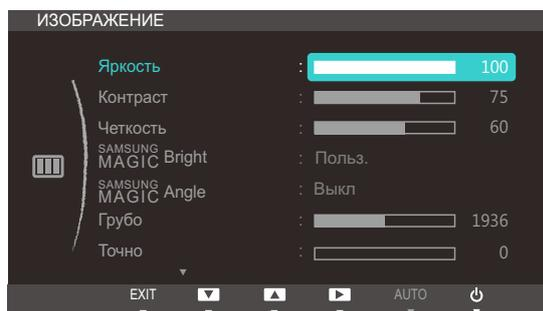 ИЗОБРАЖЕНИЕ
Яркость : 100
Контраст : 75
Четкость : 60
SAMSUNG MAGIC Bright : Польз.
SAMSUNG MAGIC Angle : Выкл
Грубо : 1936
Точно : 0
EXIT AUTO